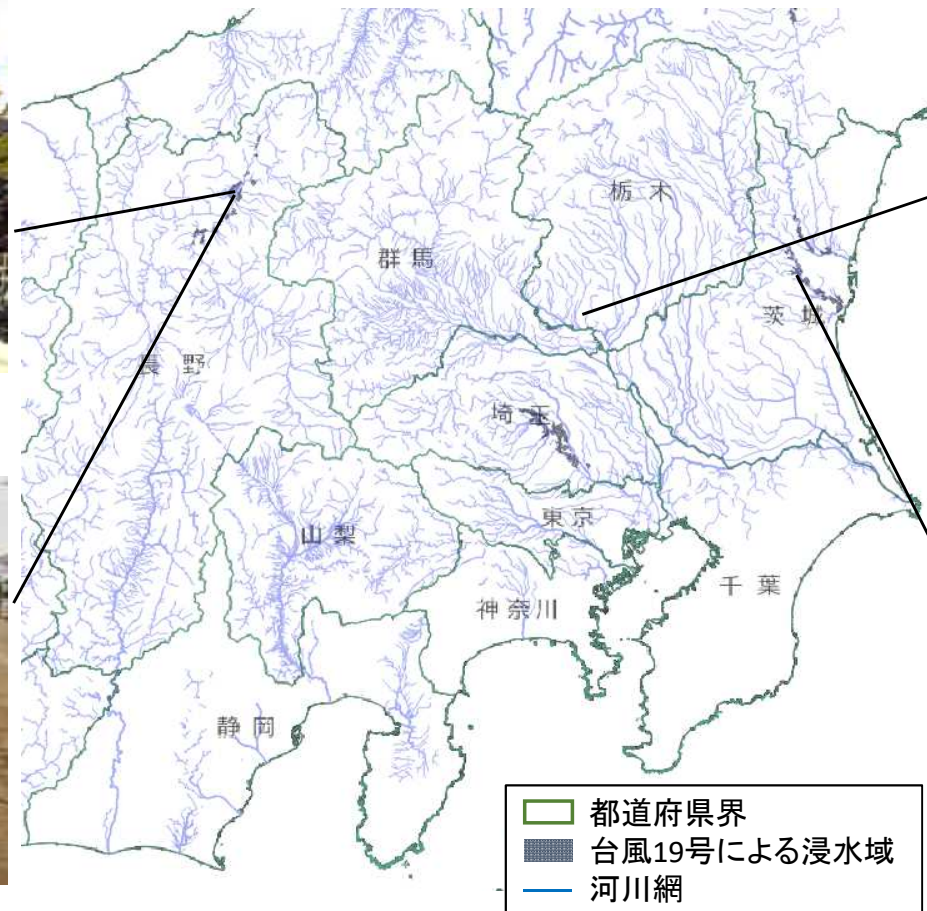 栃木
群馬
茨城
長野
埼玉
東京
山梨
千葉
神奈川
静岡
都道府県界
台風19号による浸水域
河川網